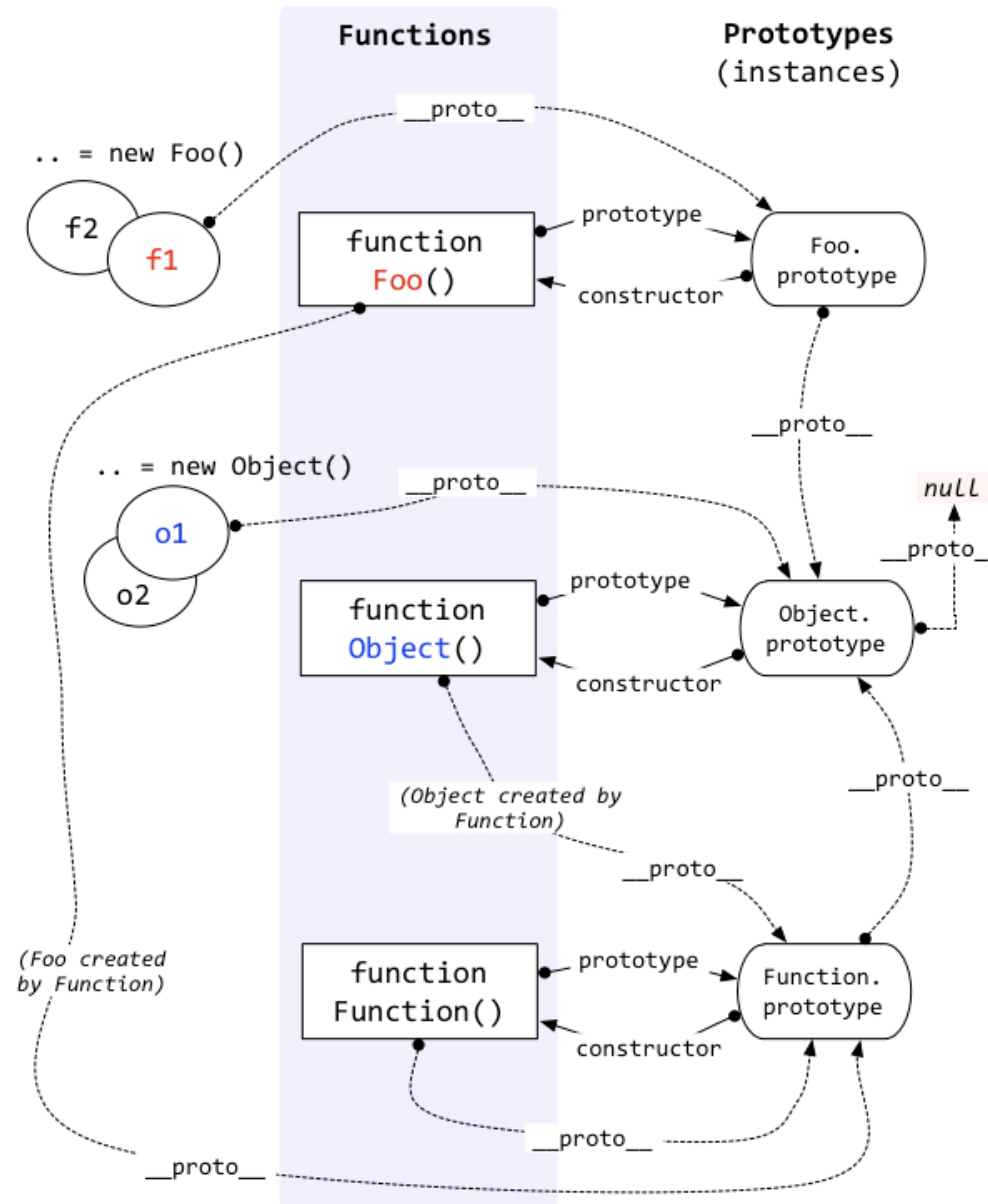 Functions
Prototypes
(instances)
__proto__
.. = new Foo()
f2
f1
function
Foo()
prototype
constructor
Foo.
prototype
__proto__
.. = new Object()
__proto__
null
__proto__
o1
o2
function
Object()
prototype
constructor
Object.
prototype
(Object created by
Function)
__proto__
__proto__
(Foo created
by Function)
function
Function()
prototype
constructor
Function.
prototype
__proto__
__proto__